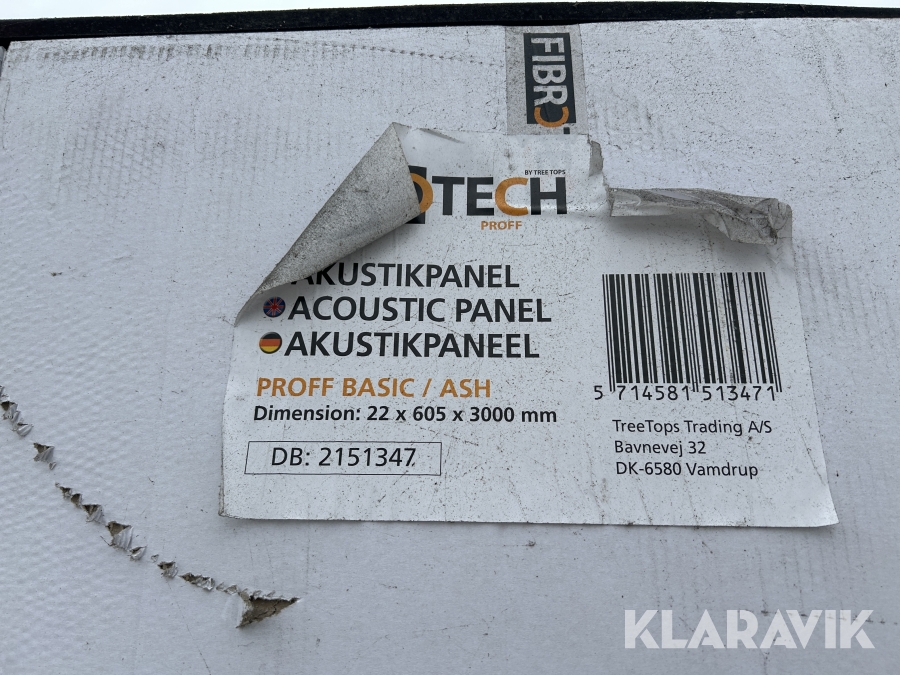 FIBRO
TECH
BY TREE TOPS
PROFF
AKUSTIKPANEL
ACOUSTIC PANEL
AKUSTIKPANEEL
PROFF BASIC / ASH
Dimension: 22 x 605 x 3000 mm
DB: 2151347
5 714581 513471
TreeTops Trading A/S
Bavnevej 32
DK-6580 Vamdrup
KLARAVIK